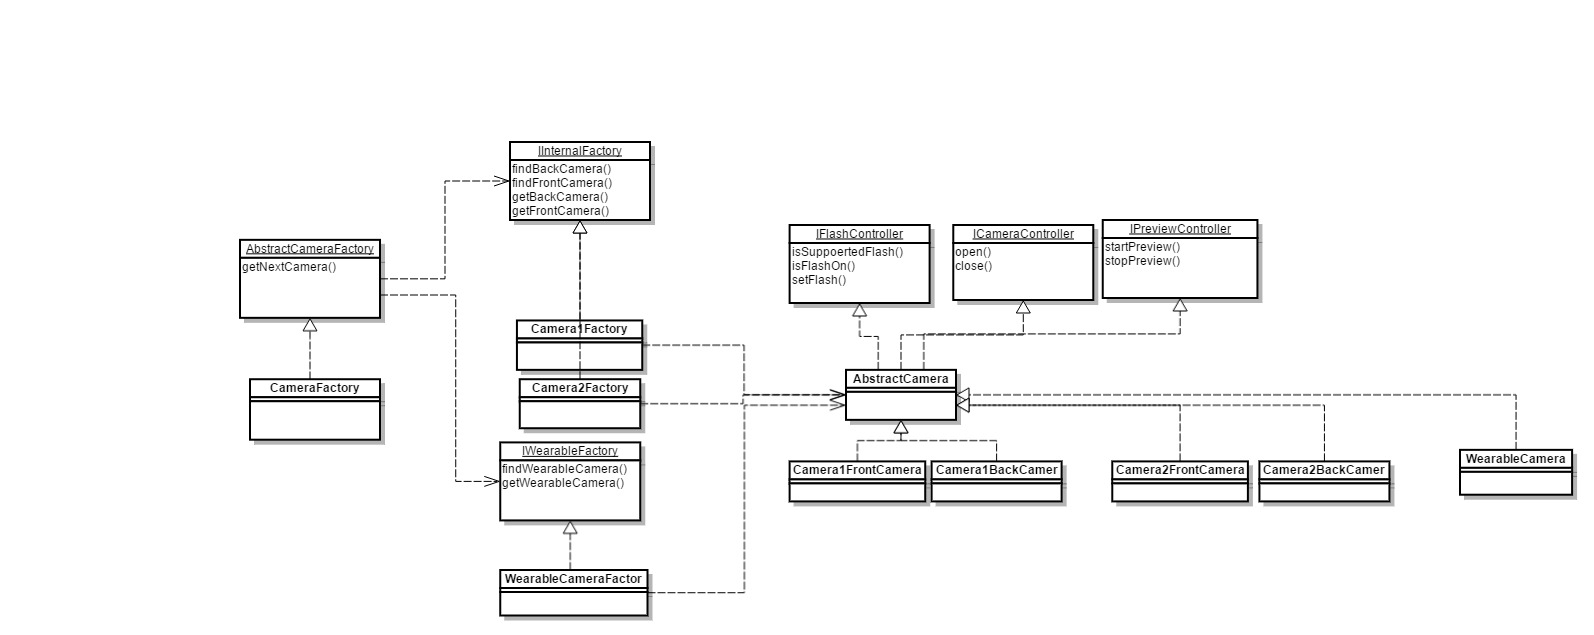 IInternalFactory
findBackCamera()
findFrontCamera()
getBackCamera()
getFrontCamera()
AbstractCameraFactory
getNextCamera()
CameraFactory
Camera1Factory
Camera2Factory
IWearableFactory
findWearableCamera()
getWearableCamera()
WearableCameraFactor
IFlashController
isSuppoertedFlash()
isFlashOn()
setFlash()
ICameraController
open()
close()
IPreviewController
startPreview()
stopPreview()
AbstractCamera
Camera1FrontCamera
Camera1BackCamer
Camera2FrontCamera
Camera2BackCamer
WearableCamera